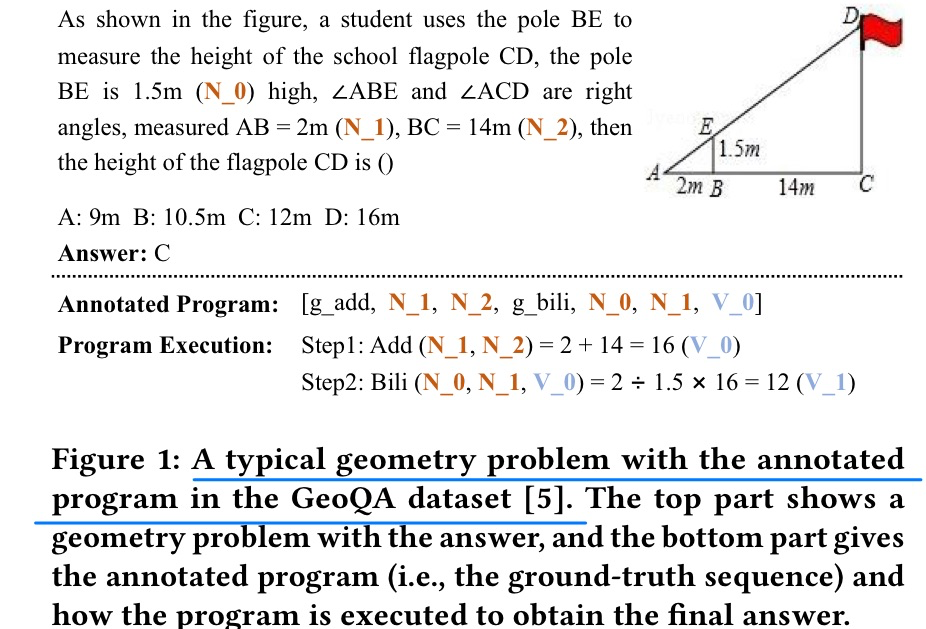 As shown in the figure, a student uses the pole BE to
measure the height of the school flagpole CD, the pole
BE is 1.5m (N_0) high, ∠ABE and ∠ACD are right
angles, measured AB = 2m (N_1), BC = 14m (N_2), then
the height of the flagpole CD is ()
A: 9m B: 10.5m C: 12m D: 16m
Answer: C
D
E
1.5m
A
2m B
14m
C
Annotated Program: [g_add, N_1, N_2, g_bili, N_0, N_1, V_0]
Program Execution: Step1: Add (N_1, N_2) = 2 + 14 = 16 (V_0)
Step2: Bili (N_0, N_1, V_0) = 2 ÷ 1.5 × 16 = 12 (V_1)
Figure 1: A typical geometry problem with the annotated
program in the GeoQA dataset [5]. The top part shows a
geometry problem with the answer, and the bottom part gives
the annotated program (i.e., the ground-truth sequence) and
how the program is executed to obtain the final answer.